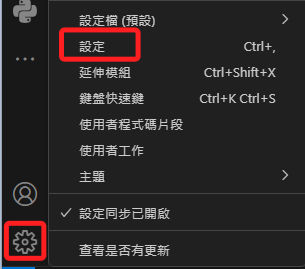 設定檔 (預設)
設定 Ctrl+,
延伸模組 Ctrl+Shift+X
鍵盤快速鍵 Ctrl+K Ctrl+S
使用者程式碼片段
使用者工作
主題
設定同步已開啟
查看是否有更新